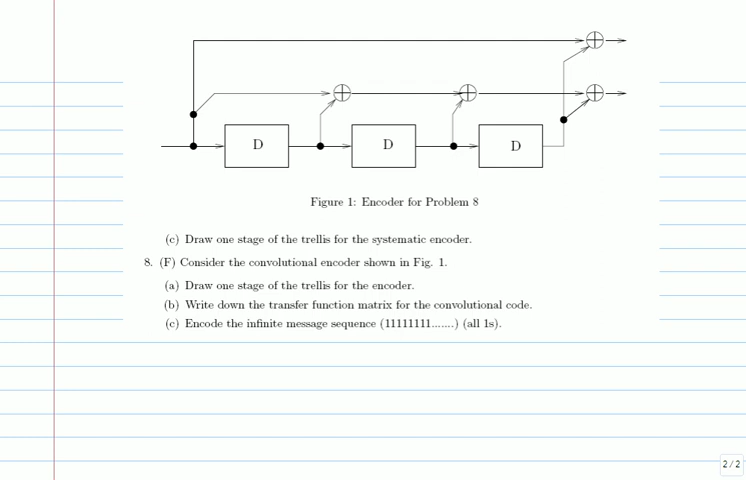 D D D
Figure 1: Encoder for Problem 8
(c) Draw one stage of the trellis for the systematic encoder.
8. (F) Consider the convolutional encoder shown in Fig. 1.
(a) Draw one stage of the trellis for the encoder.
(b) Write down the transfer function matrix for the convolutional code.
(c) Encode the infinite message sequence (11111111.......) (all 1s).
2 / 2